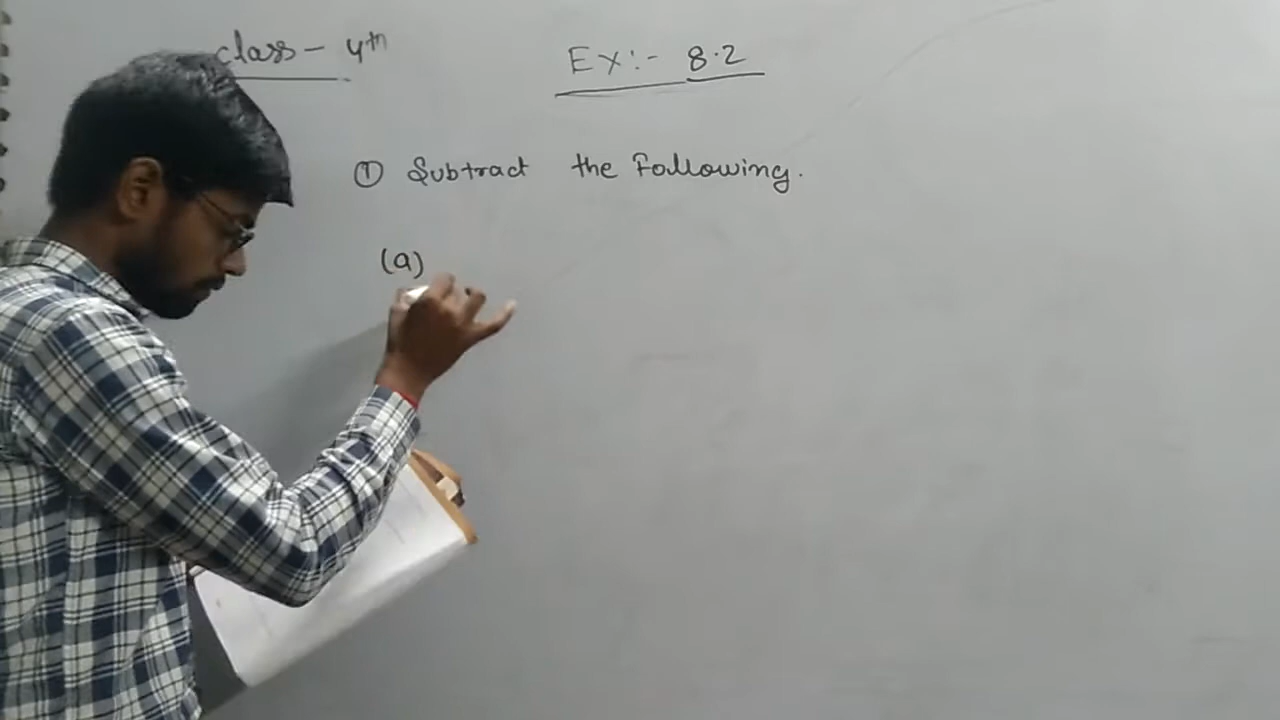 class - 4th
Ex:- 8.2
① Subtract the Following.
(a)